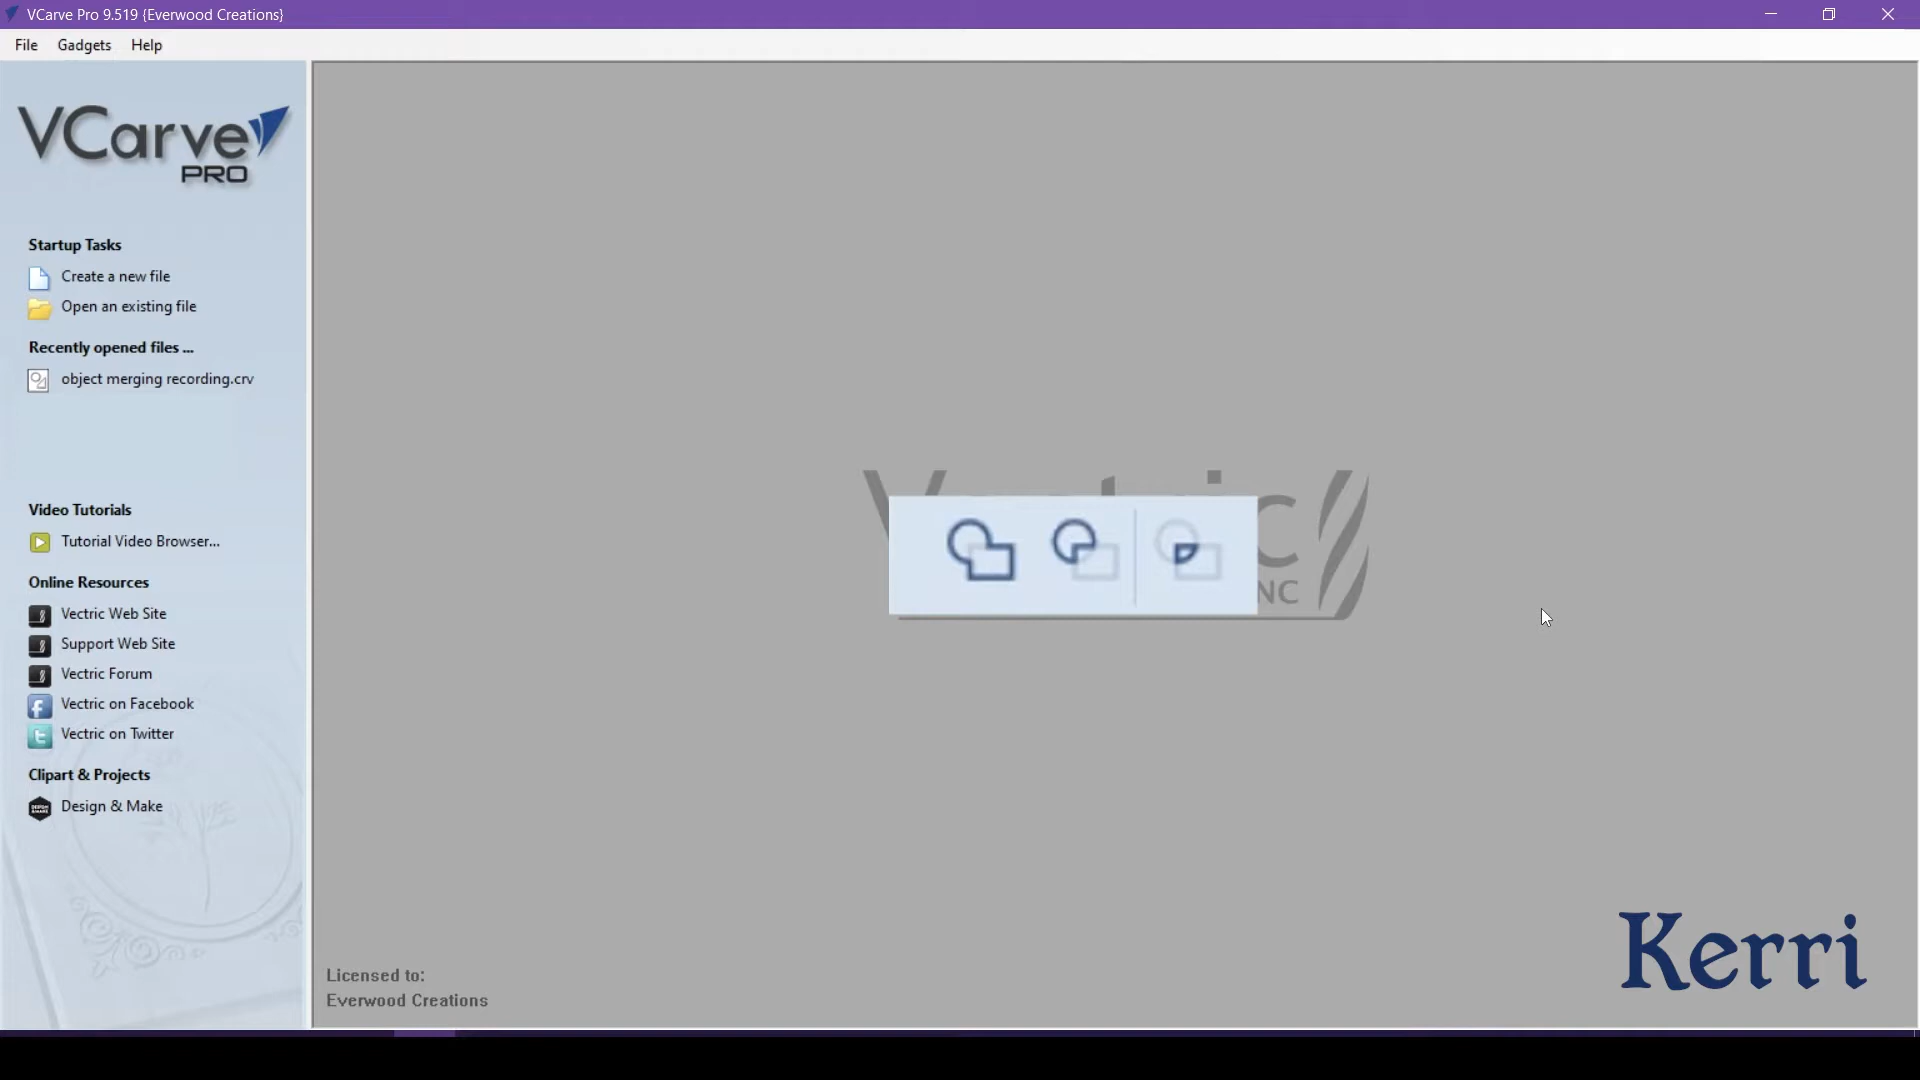 VCarve Pro 9.519 {Everwood Creations}
File Gadgets Help
VCarve
PRO
Startup Tasks
Create a new file
Open an existing file
Recently opened files ...
object merging recording.crv
Video Tutorials
Tutorial Video Browser...
Online Resources
Vectric Web Site
Support Web Site
Vectric Forum
Vectric on Facebook
Vectric on Twitter
Clipart & Projects
Design & Make
Licensed to:
Everwood Creations
Kerri